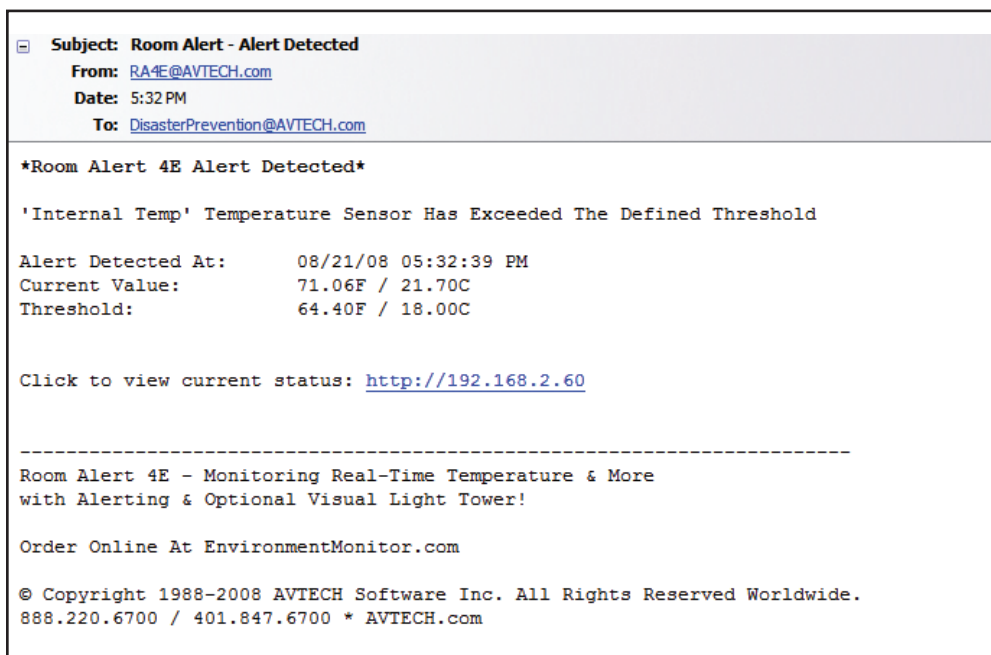 Subject: Room Alert - Alert Detected
From: RA4E@AVTECH.com
Date: 5:32 PM
To: DisasterPrevention@AVTECH.com
*Room Alert 4E Alert Detected*
'Internal Temp' Temperature Sensor Has Exceeded The Defined Threshold
Alert Detected At: 08/21/08 05:32:39 PM
Current Value: 71.06F / 21.70C
Threshold: 64.40F / 18.00C
Click to view current status: http://192.168.2.60
------------------------------------------------------------------------
Room Alert 4E - Monitoring Real-Time Temperature & More
with Alerting & Optional Visual Light Tower!
Order Online At EnvironmentMonitor.com
© Copyright 1988-2008 AVTECH Software Inc. All Rights Reserved Worldwide.
888.220.6700 / 401.847.6700 * AVTECH.com